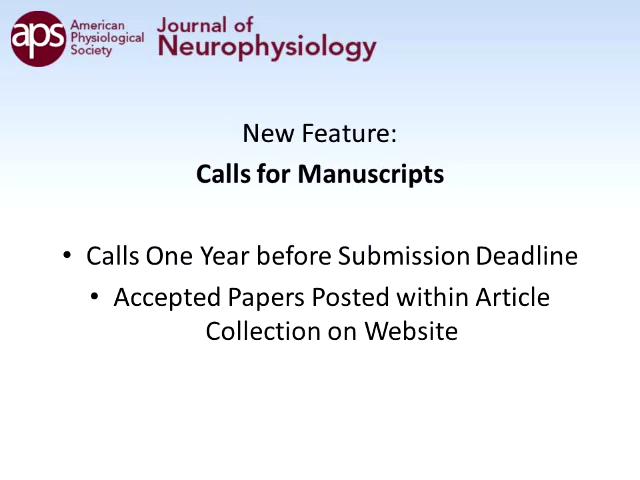 aps
American
Physiological
Society
Journal of
Neurophysiology
New Feature:
Calls for Manuscripts
• Calls One Year before Submission Deadline
• Accepted Papers Posted within Article
Collection on Website